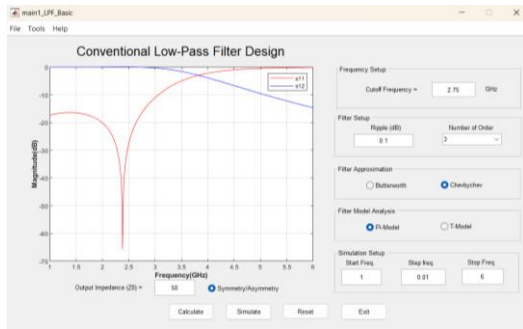 main1_LPF_Basic
File Tools Help
Conventional Low-Pass Filter Design
s11
s12
Magnitude(dB)
0
-10
-20
-30
-40
-50
-60
-70
1 1.5 2 2.5 3 3.5 4 4.5 5 5.5 6
Frequency(GHz)
Output Impedance (Z0) = 50 Symmetry/Asymmetry
Calculate Simulate Reset Exit
Frequency Setup
Cutoff Frequency = 2.75 GHz
Filter Setup
Ripple (dB) Number of Order
0.1 3
Filter Approximation
Butterworth Chevbychev
Filter Model Analysis
Pi-Model T-Model
Simulation Setup
Start Freq. Step freq. Stop Freq.
1 0.01 6